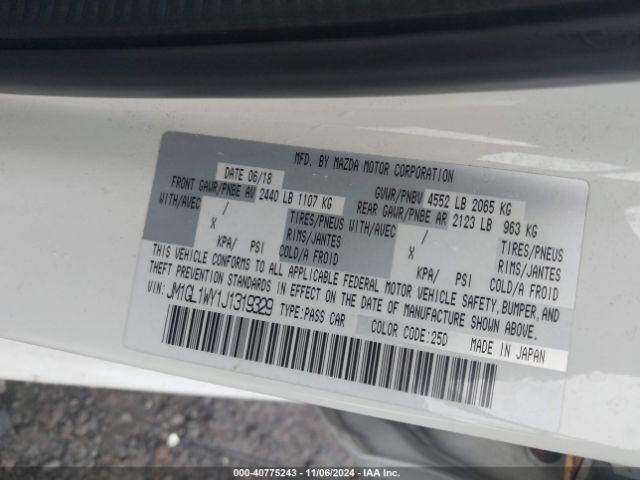 MFD. BY MAZDA MOTOR CORPORATION
DATE 06/18
GVWR/PNBV 4552 LB 2065 KG
FRONT GAWR/PNBE AV 2440 LB 1107 KG
REAR GAWR/PNBE AR 2123 LB 963 KG
WITH/AVEC / TIRES/PNEUS WITH/AVEC / TIRES/PNEUS
X RIMS/JANTES X RIMS/JANTES
KPA/ PSI COLD/A FROID KPA/ PSI COLD/A FROID
THIS VEHICLE CONFORMS TO ALL APPLICABLE FEDERAL MOTOR VEHICLE SAFETY, BUMPER, AND
THEFT PREVENTION STANDARDS IN EFFECT ON THE DATE OF MANUFACTURE SHOWN ABOVE.
VIN: JM1GL1WY1J1319329 TYPE:PASS CAR COLOR CODE:25D MADE IN JAPAN
000-40775243 - 11/06/2024 - IAA Inc.